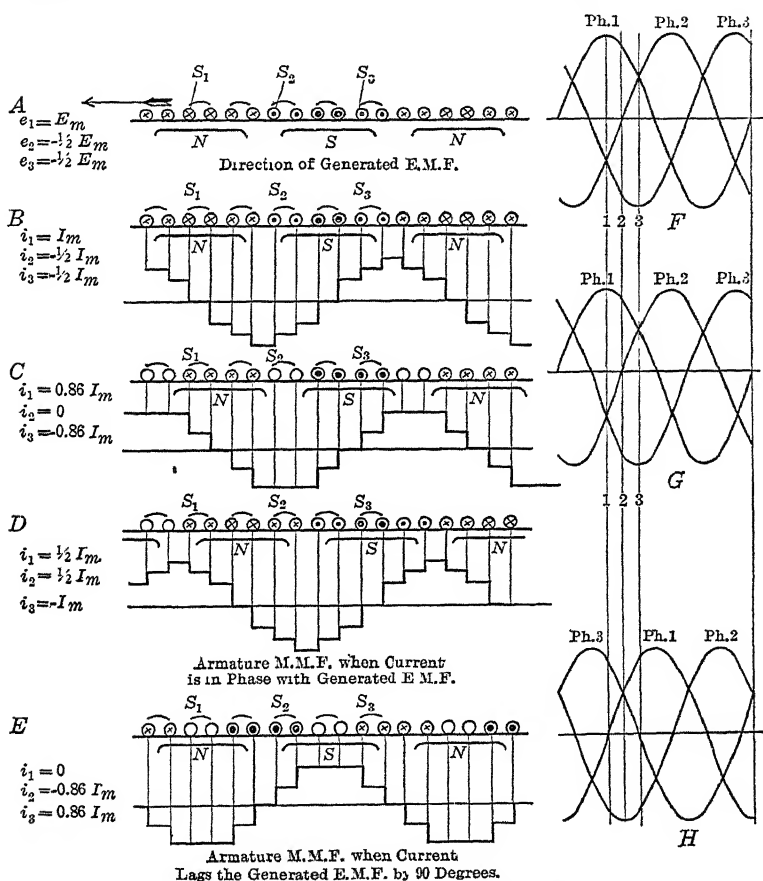 S₁ S₂ S₃
A
e₁ = Eₘ
e₂ = -½ Eₘ
e₃ = -½ Eₘ
N S N
Direction of Generated E.M.F.
S₁ S₂ S₃
B
i₁ = Iₘ
i₂ = -½ Iₘ
i₃ = -½ Iₘ
N S N
S₁ S₂ S₃
C
i₁ = 0.86 Iₘ
i₂ = 0
i₃ = -0.86 Iₘ
N S N
S₁ S₂ S₃
D
i₁ = ½ Iₘ.
i₂ = ½ Iₘ
i₃ = -Iₘ
N S N
Armature M.M.F. when Current
is in Phase with Generated E M.F.
S₁ S₂ S₃
E
i₁ = 0
i₂ = -0.86 Iₘ
i₃ = 0.86 Iₘ
N S N
Armature M.M.F. when Current
Lags the Generated E.M.F. by 90 Degrees.
Ph.1 Ph.2 Ph.3
1 2 3
F
Ph.1 Ph.2 Ph.3
G
1 2 3
Ph.3 Ph.1 Ph.2
H